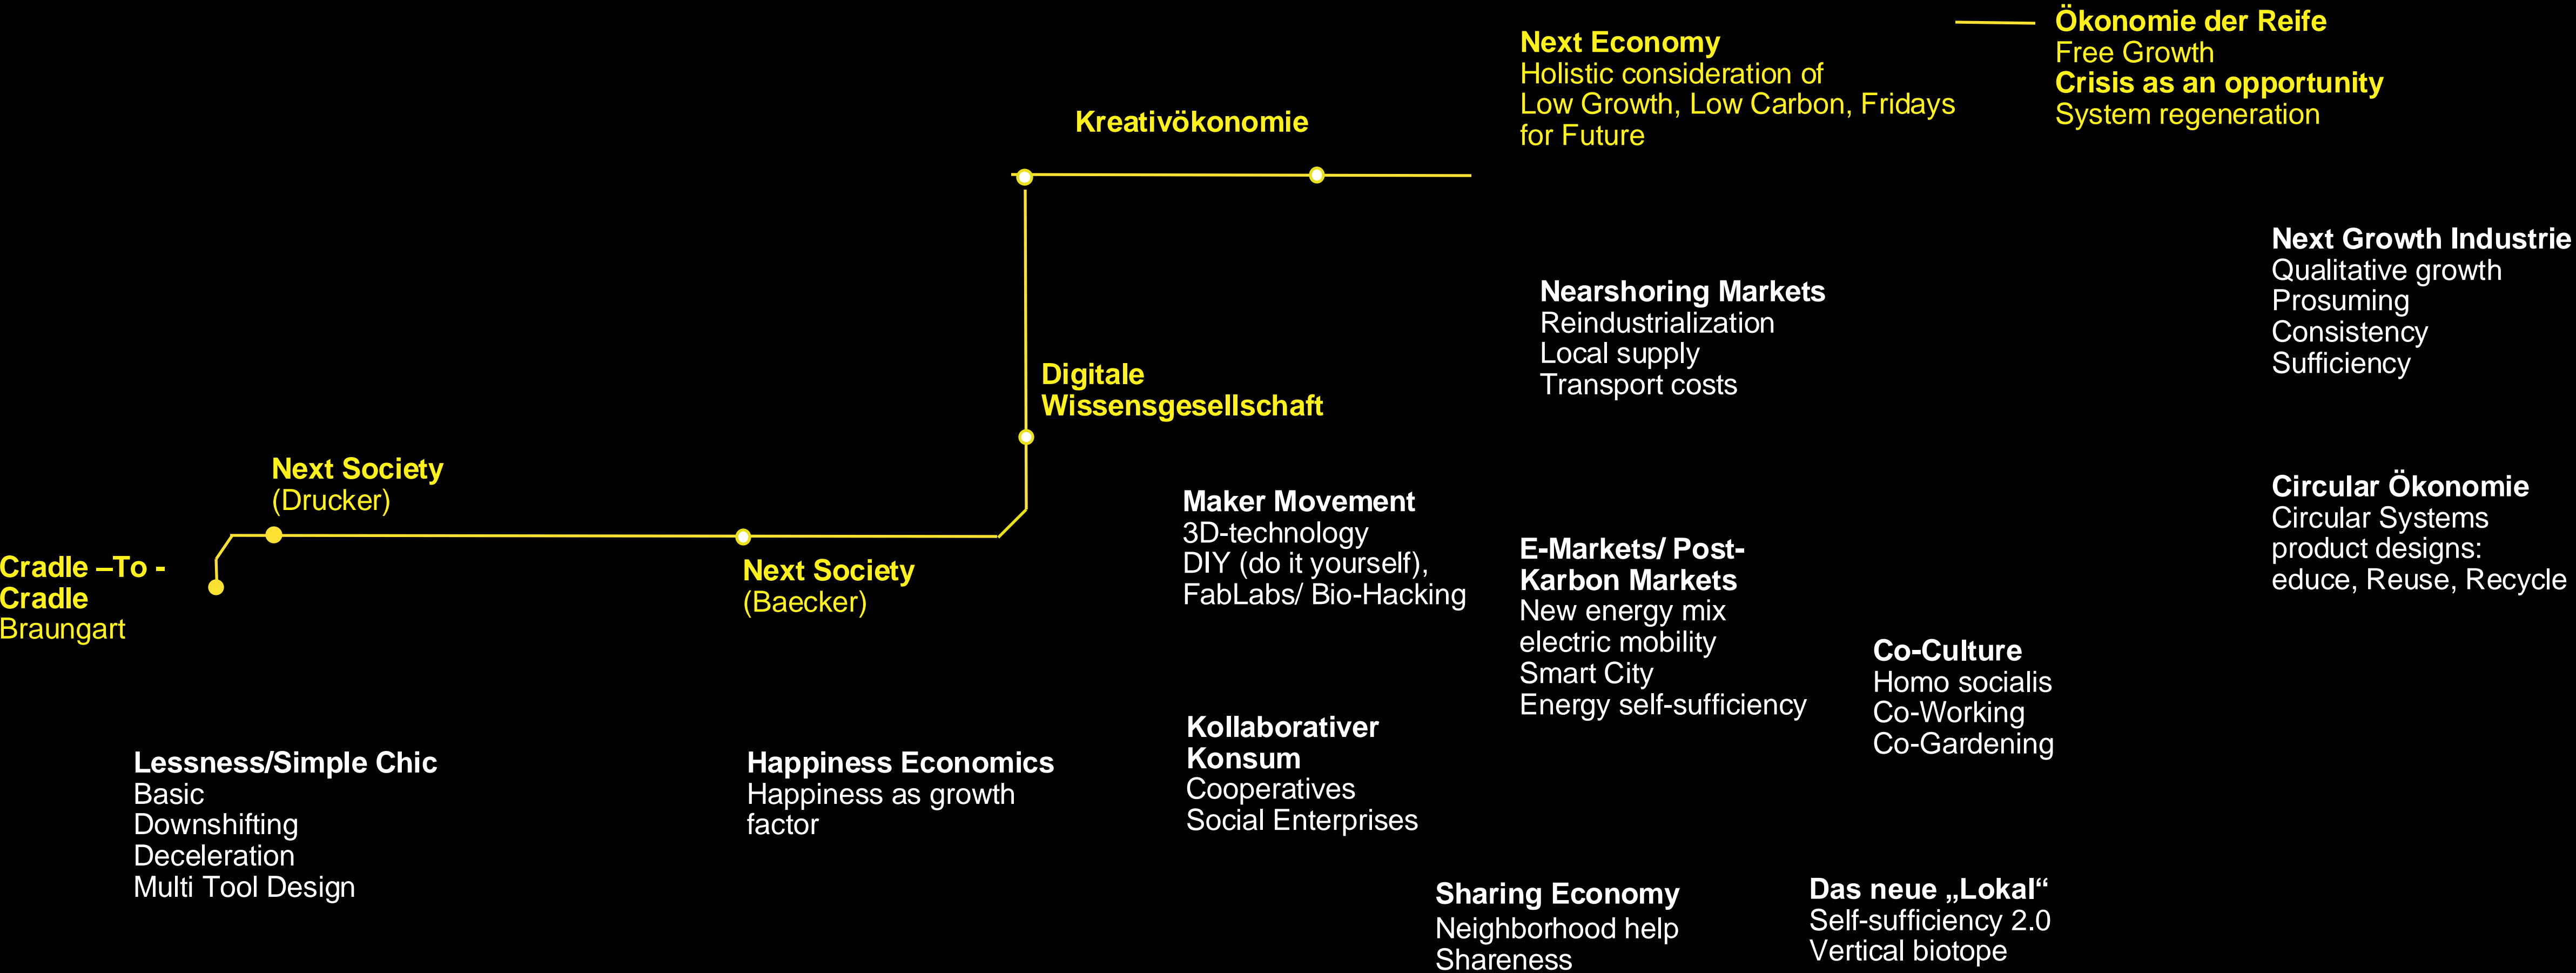 Ökonomie der Reife
Free Growth
Crisis as an opportunity
System regeneration
Next Economy
Holistic consideration of
Low Growth, Low Carbon, Fridays
for Future
Kreativökonomie
Next Growth Industrie
Qualitative growth
Prosuming
Consistency
Sufficiency
Nearshoring Markets
Reindustrialization
Local supply
Transport costs
Digitale
Wissensgesellschaft
Next Society
(Drucker)
Cradle –To -
Cradle
Braungart
Next Society
(Baecker)
Maker Movement
3D-technology
DIY (do it yourself),
FabLabs/ Bio-Hacking
E-Markets/ Post-
Karbon Markets
New energy mix
electric mobility
Smart City
Energy self-sufficiency
Circular Ökonomie
Circular Systems
product designs:
educe, Reuse, Recycle
Co-Culture
Homo socialis
Co-Working
Co-Gardening
Lessness/Simple Chic
Basic
Downshifting
Deceleration
Multi Tool Design
Happiness Economics
Happiness as growth
factor
Kollaborativer
Konsum
Cooperatives
Social Enterprises
Sharing Economy
Neighborhood help
Shareness
Das neue „Lokal“
Self-sufficiency 2.0
Vertical biotope